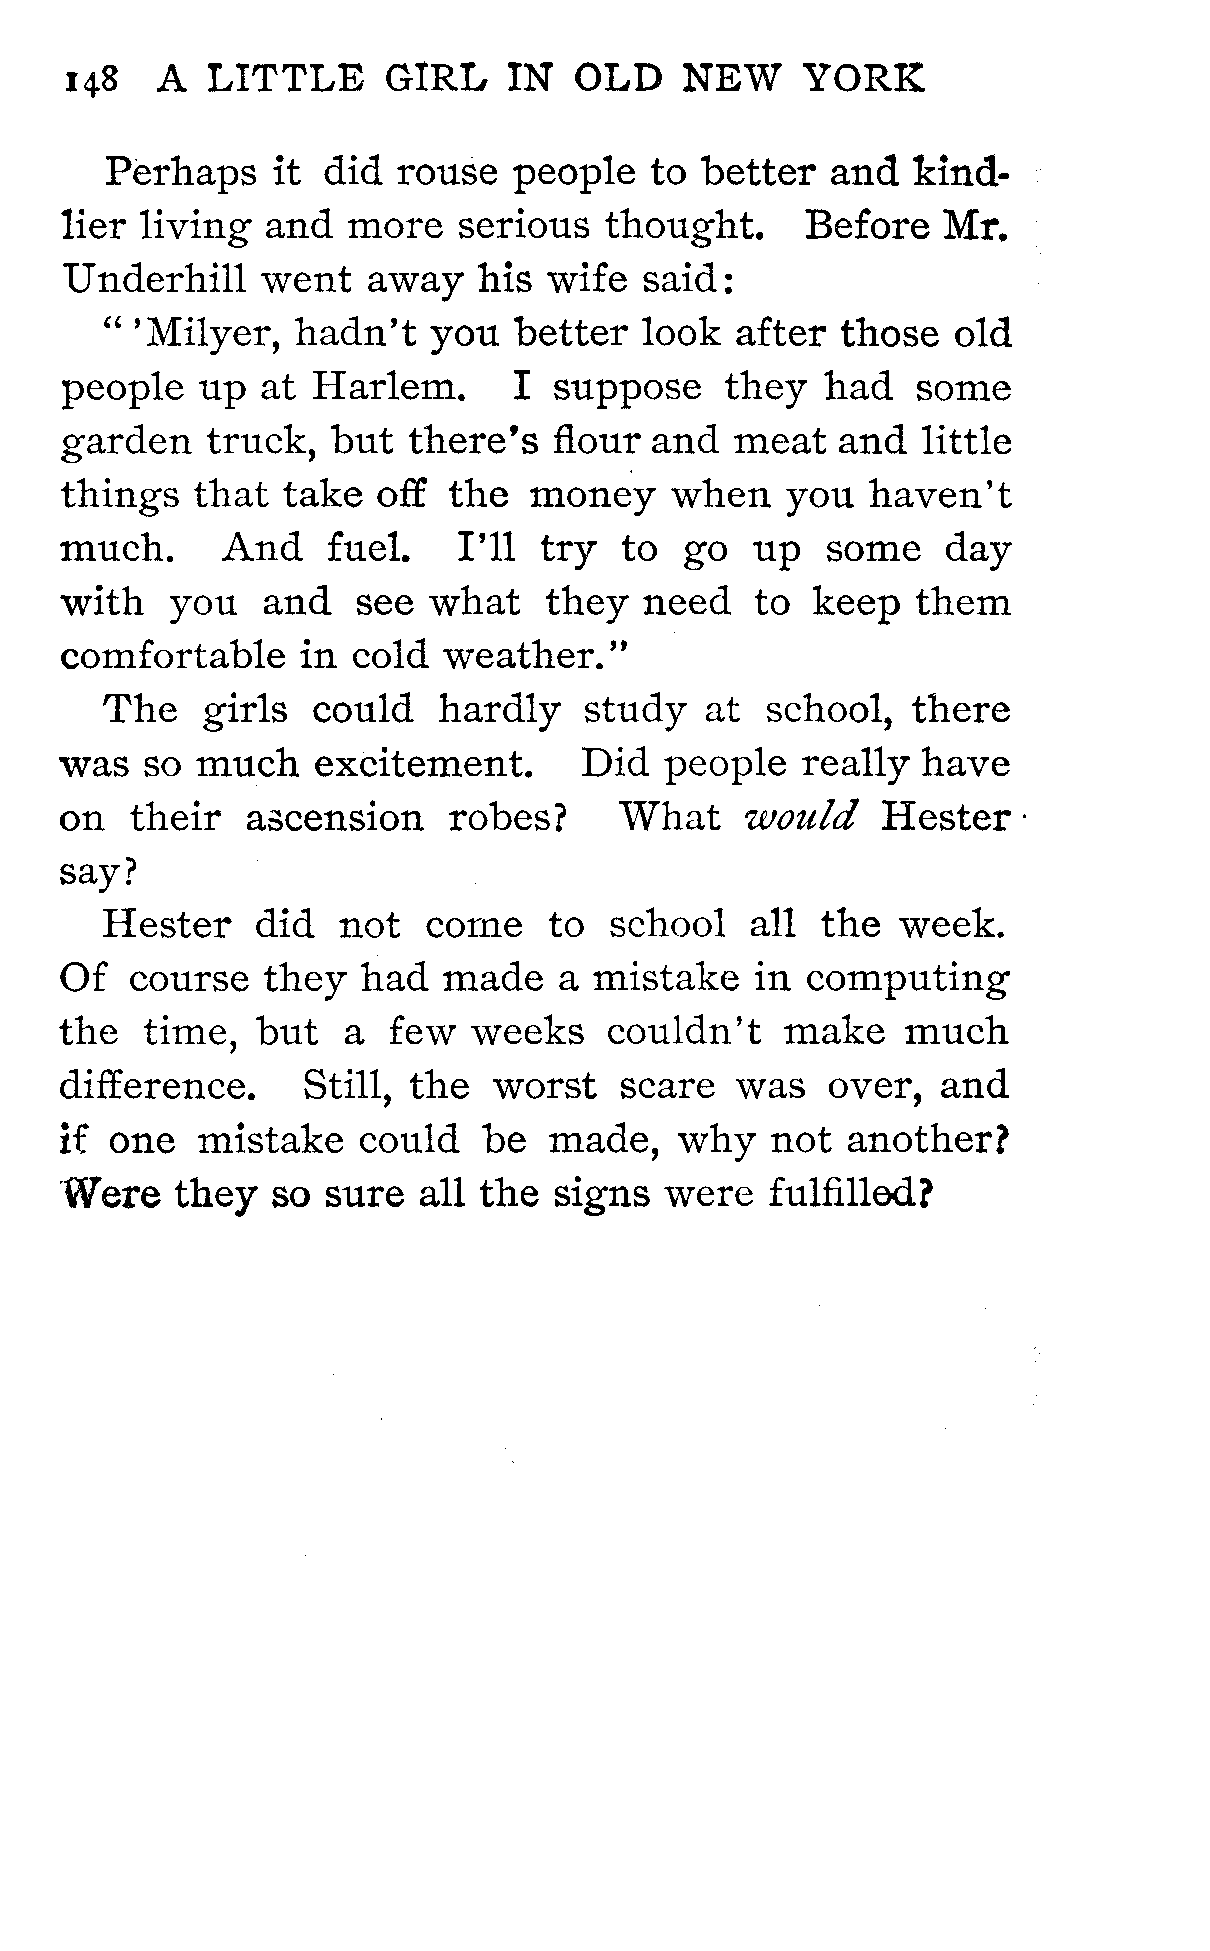 148 A LITTLE GIRL IN OLD NEW YORK
Perhaps it did rouse people to better and kind-
lier living and more serious thought. Before Mr.
Underhill went away his wife said:
“ ’Milyer, hadn’t you better look after those old
people up at Harlem. I suppose they had some
garden truck, but there’s flour and meat and little
things that take off the money when you haven’t
much. And fuel. I’ll try to go up some day
with you and see what they need to keep them
comfortable in cold weather.”
The girls could hardly study at school, there
was so much excitement. Did people really have
on their ascension robes? What would Hester
say?
Hester did not come to school all the week.
Of course they had made a mistake in computing
the time, but a few weeks couldn’t make much
difference. Still, the worst scare was over, and
if one mistake could be made, why not another?
Were they so sure all the signs were fulfilled?